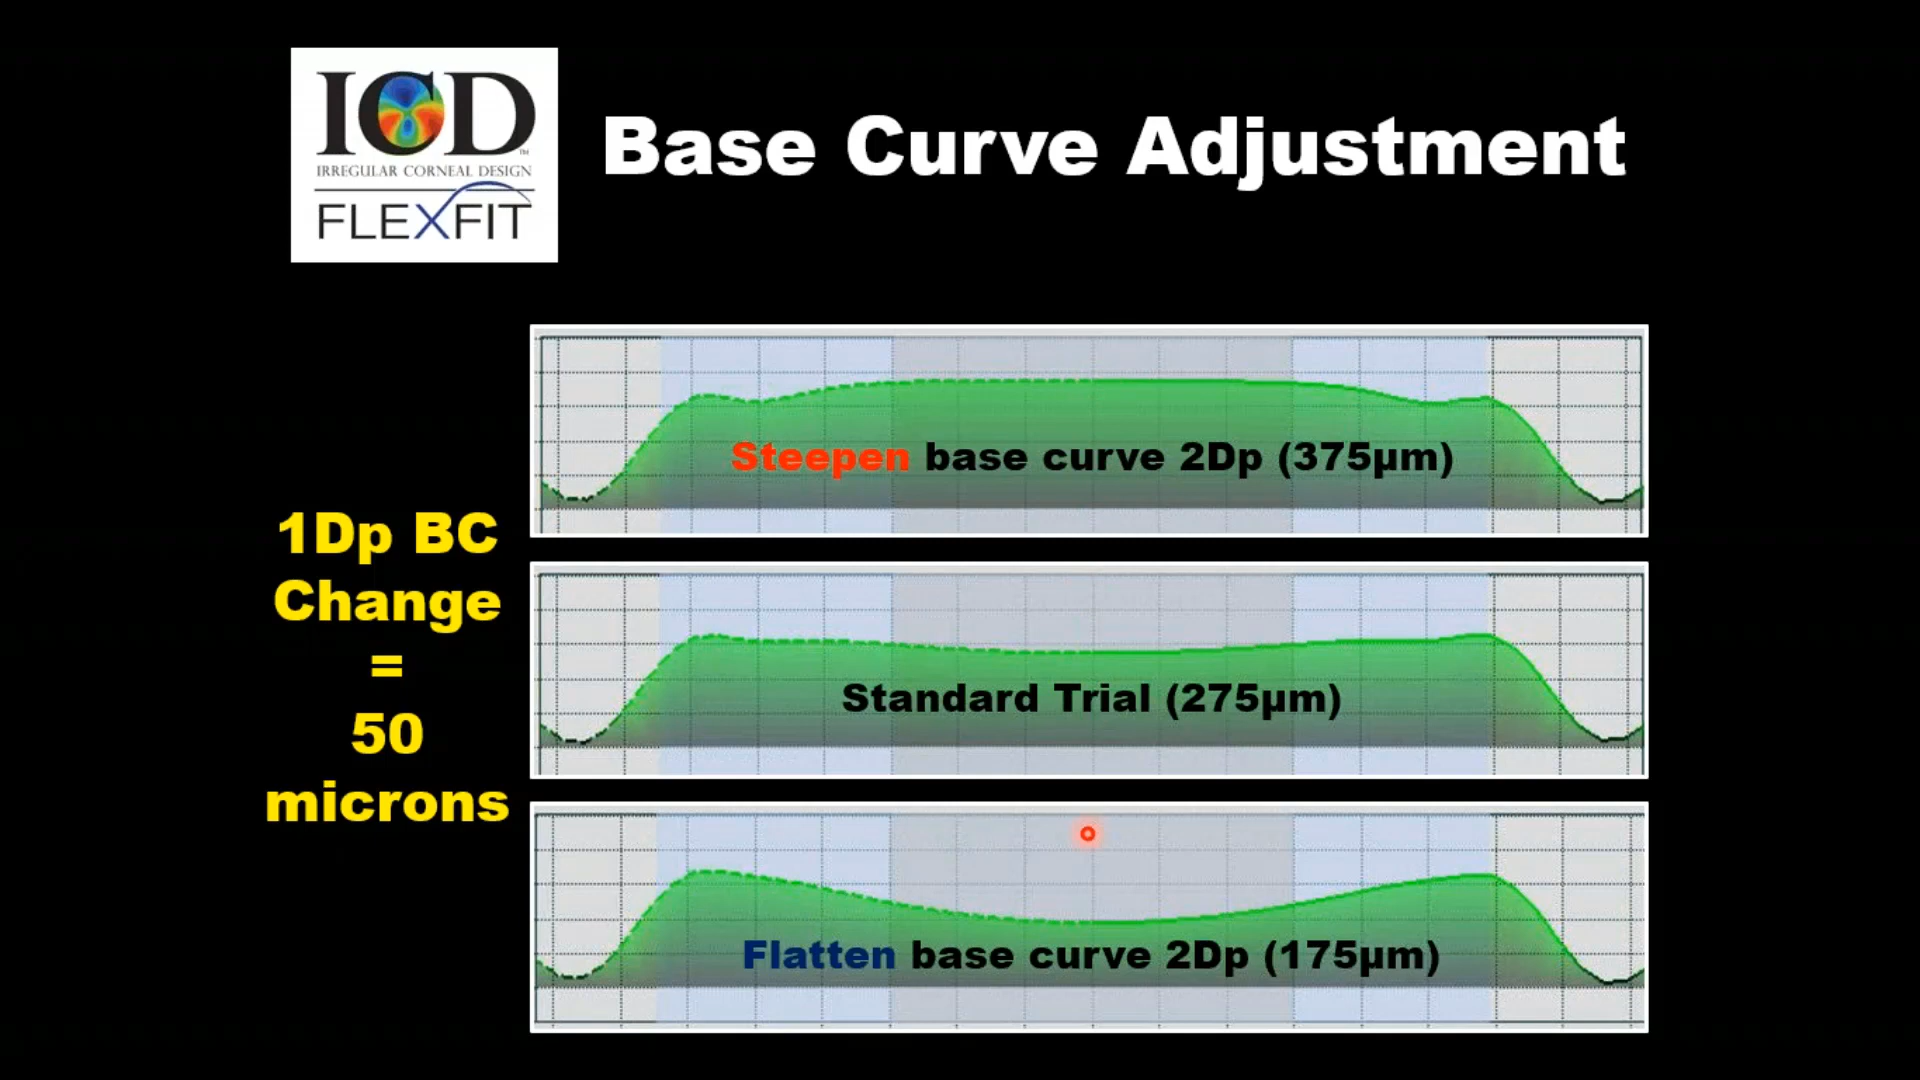 ICD™
IRREGULAR CORNEAL DESIGN
FLEXFIT
Base Curve Adjustment
1Dp BC
Change
=
50
microns
Steepen base curve 2Dp (375µm)
Standard Trial (275µm)
Flatten base curve 2Dp (175µm)